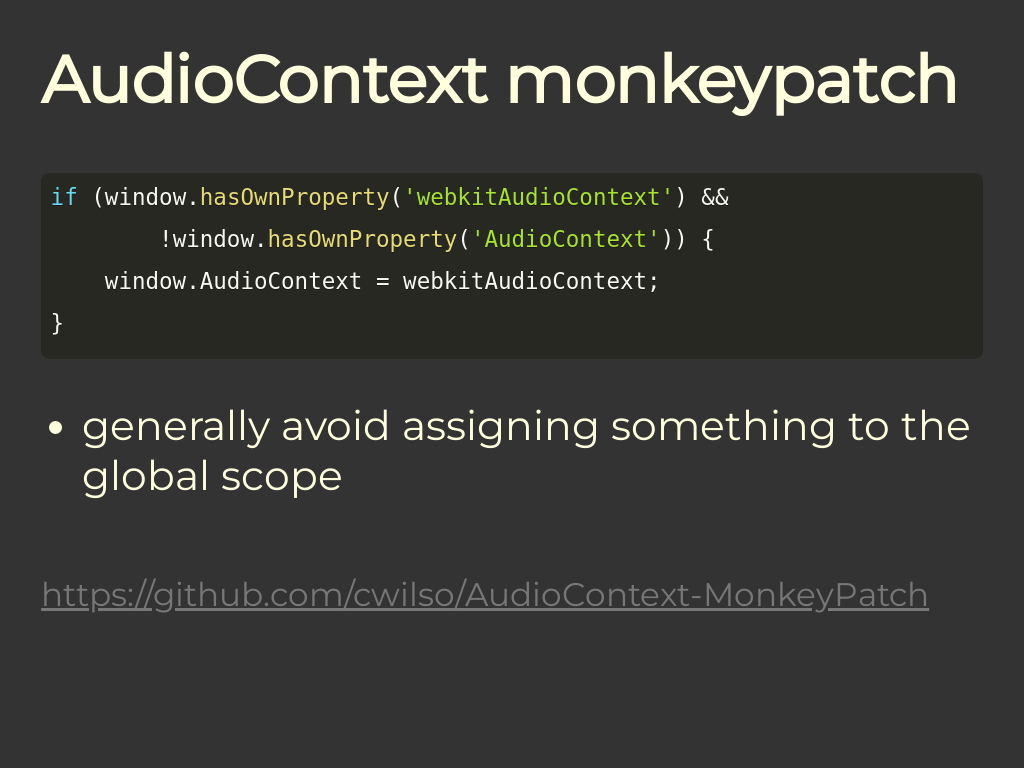 AudioContext monkeypatch
if (window.hasOwnProperty('webkitAudioContext') &&
        !window.hasOwnProperty('AudioContext')) {
    window.AudioContext = webkitAudioContext;
}
• generally avoid assigning something to the
global scope
https://github.com/cwilso/AudioContext-MonkeyPatch